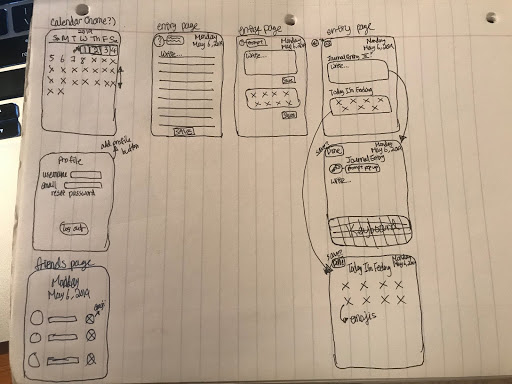 calendar (home?)
2019
S M T W Th F S
1 2 3 4
5 6 7 8 x x x
x x x x x x x
x x x x x x x
x x
add profile
button
Profile
username
email
reset password
log out
friends page
Monday
May 6, 2019
emoji
entry page
Monday
May 6, 2019
Write...
SAVE
entry page
prompt
Monday
May 6, 2019
Write...
Save
x x x x
x x x x
Save
entry page
Monday
May 6, 2019
Journal Entry
Write...
Today I'm Feeling
x x x x
x x x x
save
Done
Monday
May 6, 2019
Journal Entry
prompt pop up
Write...
Keyboard
save
Monday
May 6, 2019
Today I'm Feeling
x x x x
x x x x
emojis